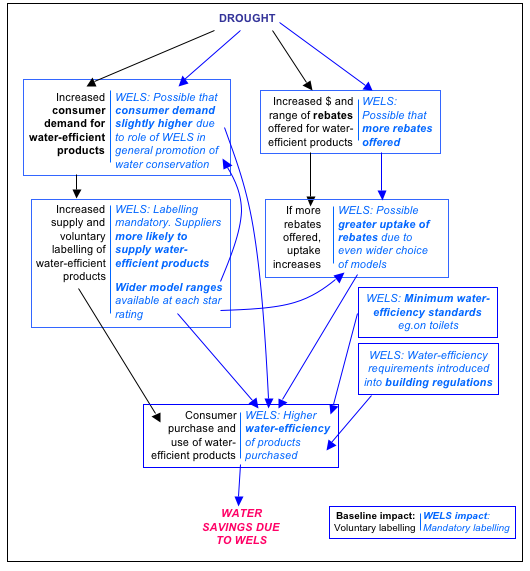 DROUGHT
Increased
consumer
demand for
water-efficient
products
WELS: Possible that
consumer demand
slightly higher due
to role of WELS in
general promotion of
water conservation
Increased $ and
range of rebates
offered for water-
efficient products
WELS:
Possible that
more rebates
offered
Increased
supply and
voluntary
labelling of
water-efficient
products
WELS: Labelling
mandatory. Suppliers
more likely to
supply water-
efficient products
Wider model ranges
available at each star
rating
If more
rebates
offered,
uptake
increases
WELS: Possible
greater uptake of
rebates due to
even wider choice
of models
WELS: Minimum water-
efficiency standards
eg.on toilets
WELS: Water-efficiency
requirements introduced
into building regulations
Consumer
purchase and
use of water-
efficient products
WELS: Higher
water-efficiency
of products
purchased
WATER
SAVINGS DUE
TO WELS
Baseline impact:
Voluntary labelling
WELS impact:
Mandatory labelling